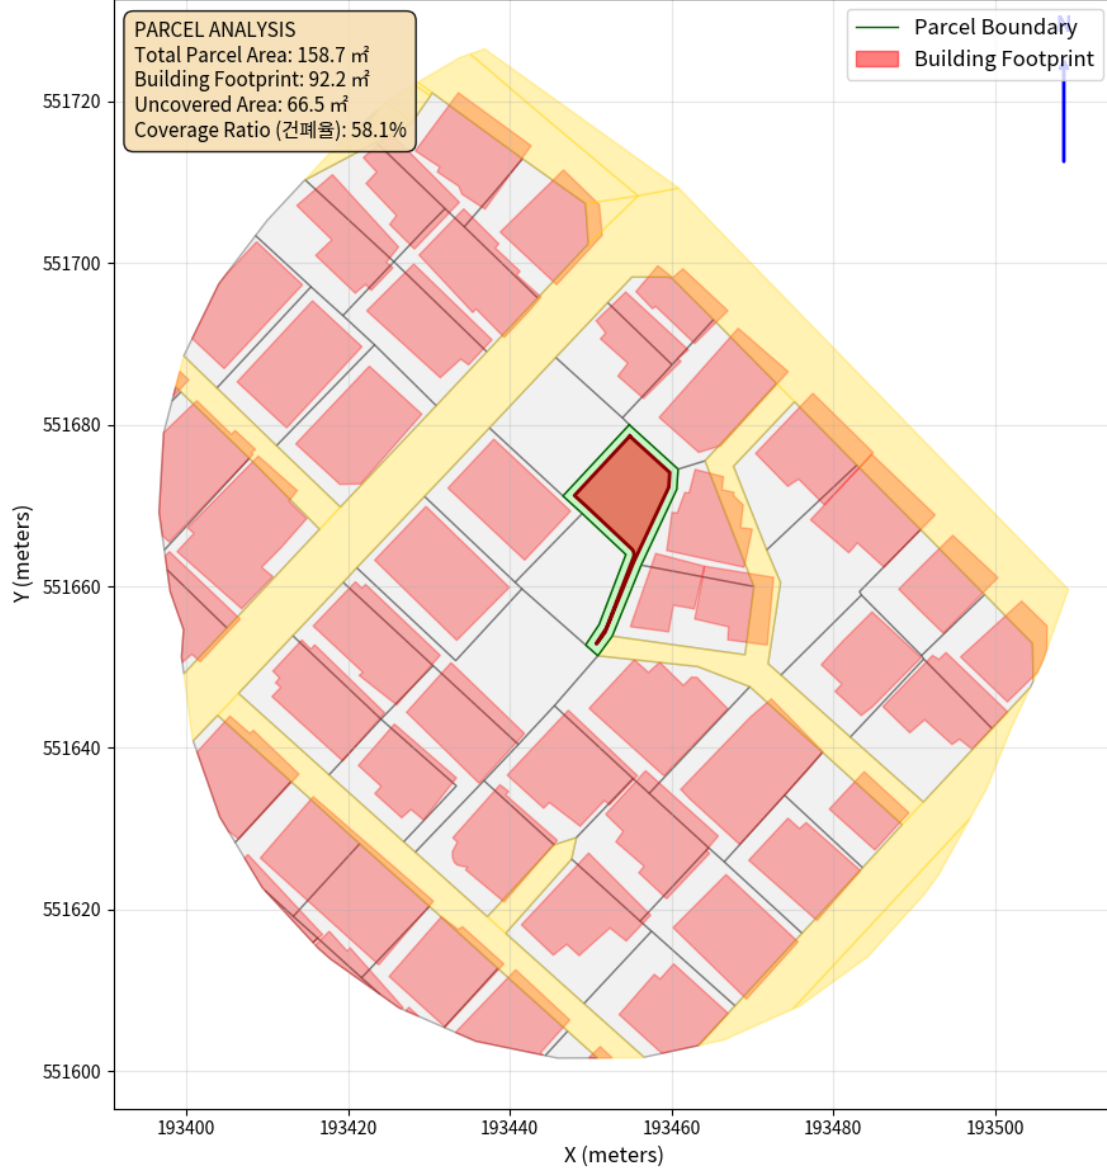 PARCEL ANALYSIS
Total Parcel Area: 158.7 ㎡
Building Footprint: 92.2 ㎡
Uncovered Area: 66.5 ㎡
Coverage Ratio (건폐율): 58.1%
Parcel Boundary
Building Footprint
N
551720
551700
551680
551660
551640
551620
551600
Y (meters)
193400
193420
193440
193460
193480
193500
X (meters)